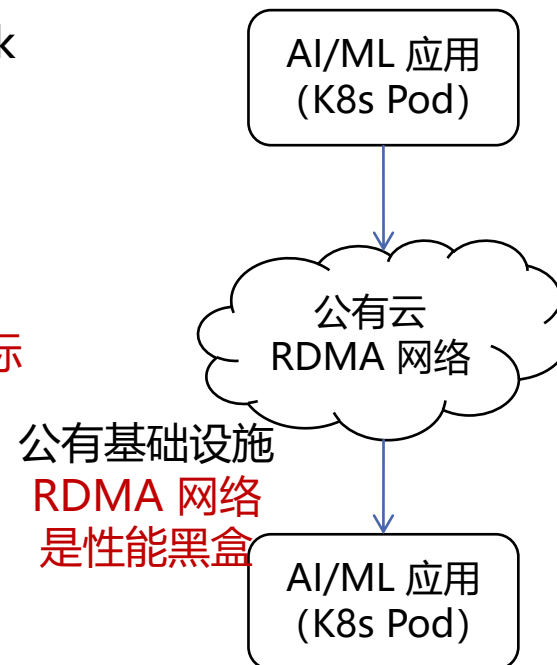 k
AI/ML 应用
(K8s Pod)
公有云
RDMA 网络
标
公有基础设施
RDMA 网络
是性能黑盒
AI/ML 应用
(K8s Pod)